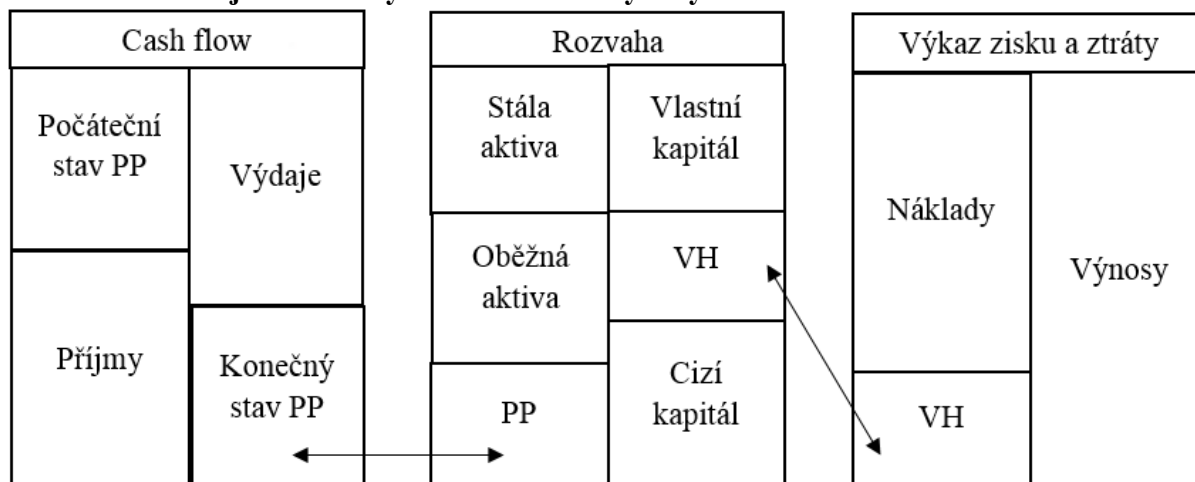 Cash flow
Počáteční
stav PP
Výdaje
Příjmy
Konečný
stav PP
Rozvaha
Stála
aktiva
Vlastní
kapitál
Oběžná
aktiva
VH
PP
Cizí
kapitál
Výkaz zisku a ztráty
Náklady
Výnosy
VH